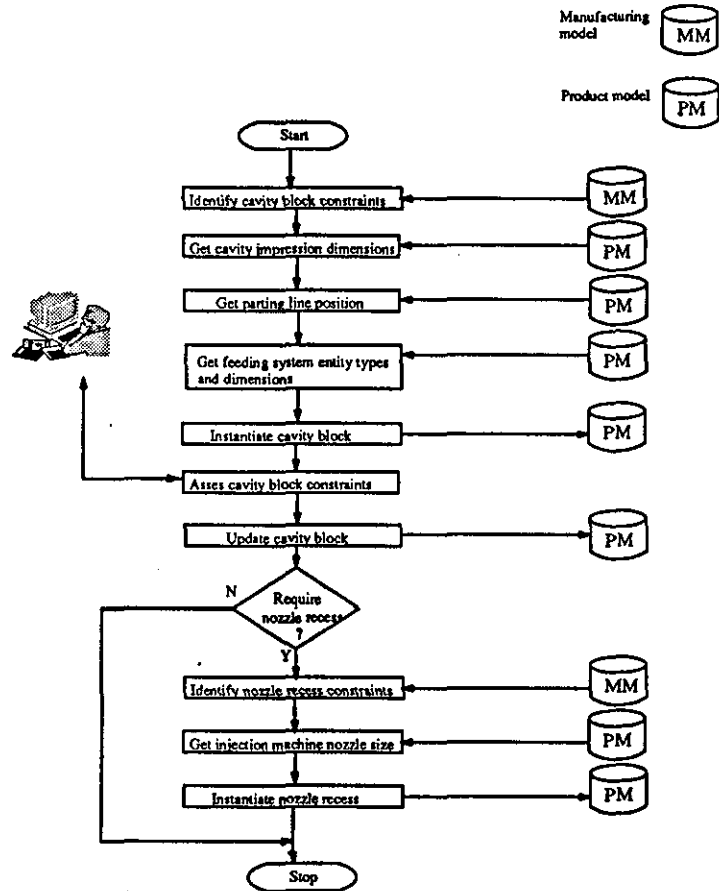 Manufacturing
model
MM
Product model
PM
Start
Identify cavity block constraints
MM
Get cavity impression dimensions
PM
Get parting line position
PM
Get feeding system entity types
and dimensions
PM
Instantiate cavity block
PM
Asses cavity block constraints
Update cavity block
PM
N
Require
nozzle recess
?
Y
Identify nozzle recess constraints
MM
Get injection machine nozzle size
PM
Instantiate nozzle recess
PM
Stop